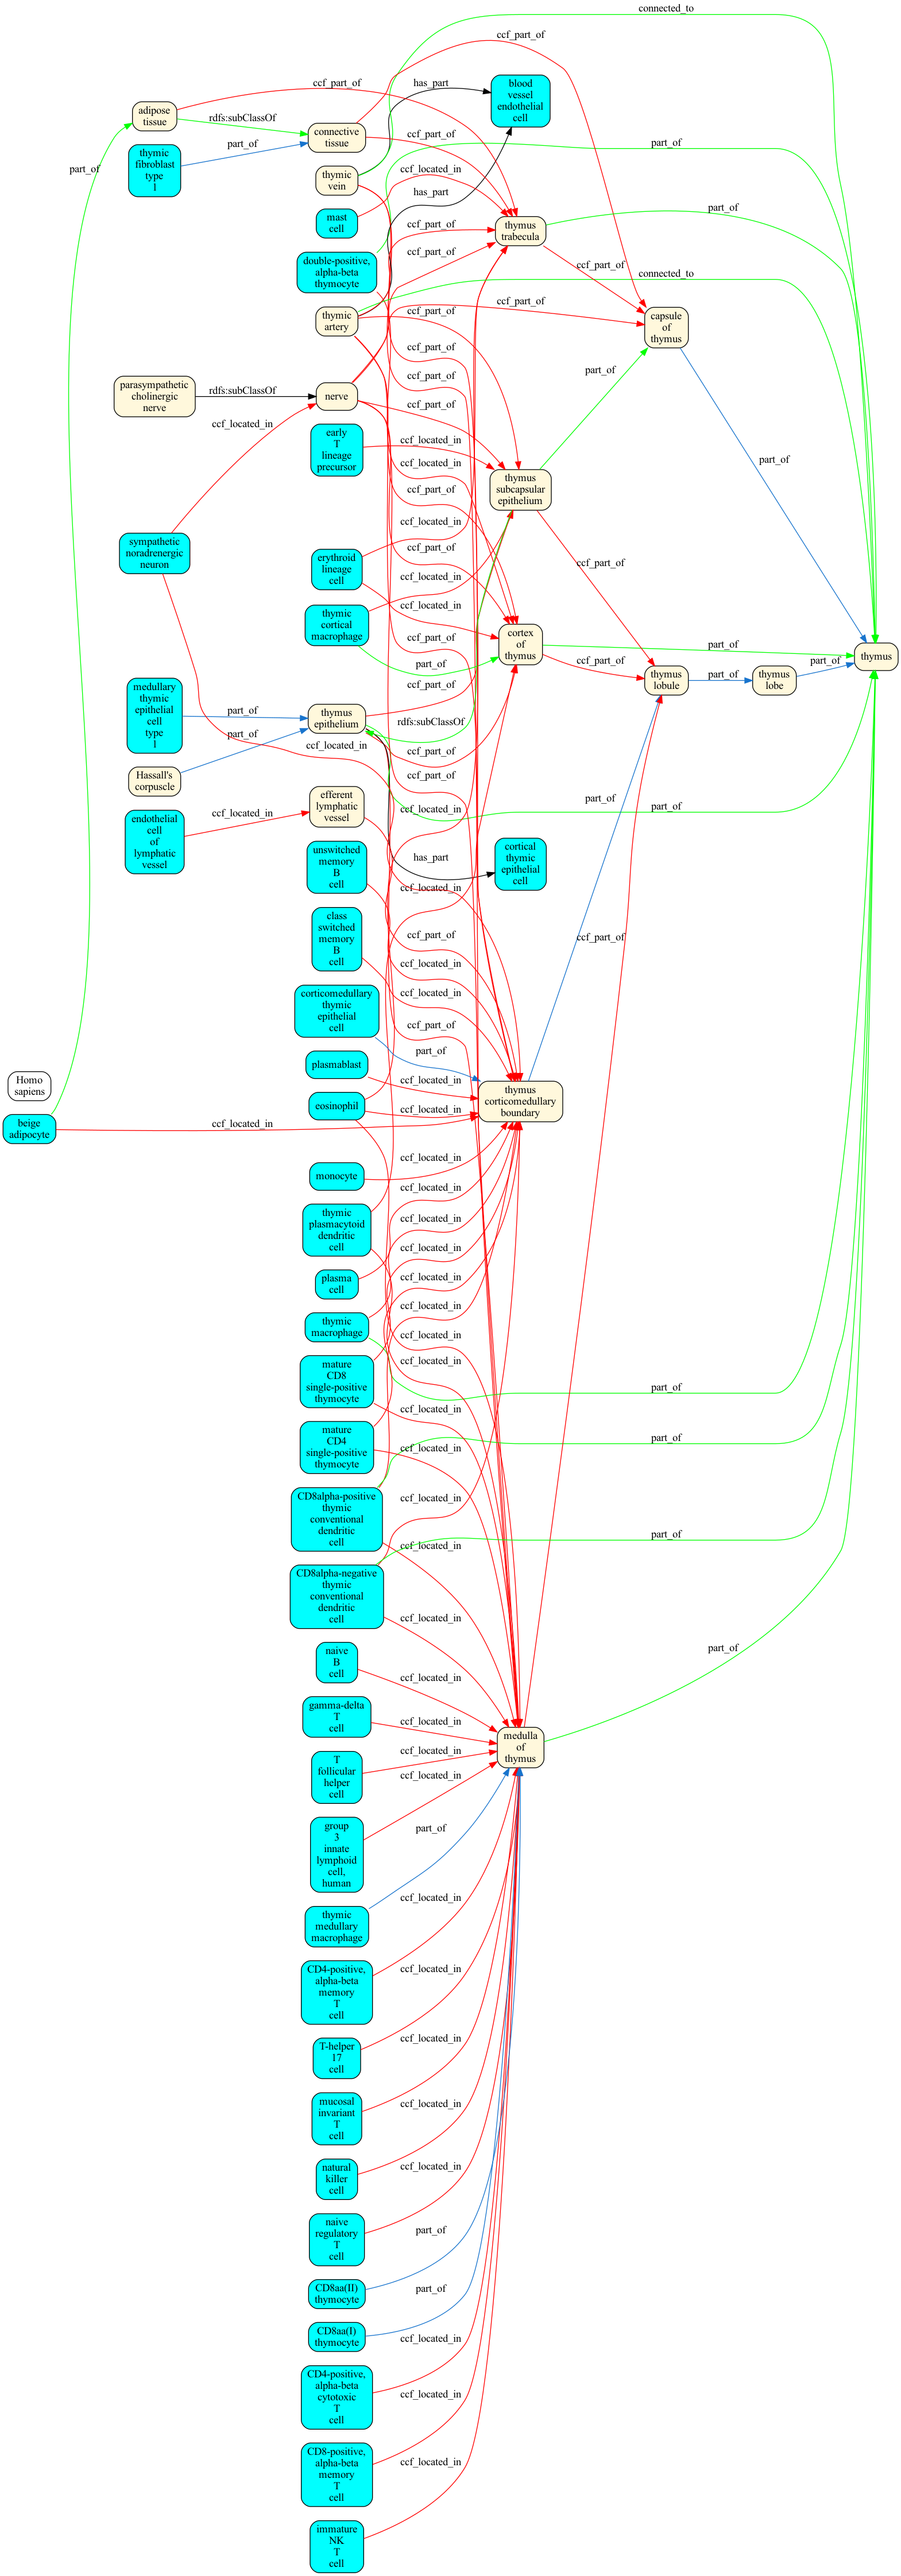 connected_to
ccf_part_of
ccf_part_of
has_part
blood
vessel
endothelial
cell
adipose
tissue
rdfs:subClassOf
connective
tissue
ccf_part_of
part_of
thymic
fibroblast
type
1
part_of
part_of
thymic
vein
ccf_located_in
has_part
mast
cell
ccf_part_of
thymus
trabecula
part_of
double-positive,
alpha-beta
thymocyte
ccf_part_of
ccf_part_of
connected_to
thymic
artery
ccf_part_of
capsule
of
thymus
ccf_part_of
ccf_part_of
part_of
parasympathetic
cholinergic
nerve
rdfs:subClassOf
nerve
ccf_part_of
ccf_located_in
early
T
lineage
precursor
ccf_located_in
ccf_located_in
part_of
thymus
subcapsular
epithelium
ccf_part_of
ccf_located_in
sympathetic
noradrenergic
neuron
ccf_part_of
erythroid
lineage
cell
ccf_located_in
ccf_part_of
thymic
cortical
macrophage
ccf_part_of
part_of
cortex
of
thymus
part_of
ccf_part_of
thymus
part_of
thymus
lobule
part_of
thymus
lobe
ccf_part_of
medullary
thymic
epithelial
cell
type
1
part_of
thymus
epithelium
rdfs:subClassOf
part_of
ccf_located_in
ccf_part_of
Hassall's
corpuscle
ccf_part_of
efferent
lymphatic
vessel
part_of
part_of
ccf_located_in
ccf_located_in
endothelial
cell
of
lymphatic
vessel
unswitched
memory
B
cell
has_part
cortical
thymic
epithelial
cell
ccf_located_in
class
switched
memory
B
cell
ccf_part_of
ccf_part_of
ccf_located_in
ccf_located_in
corticomedullary
thymic
epithelial
cell
ccf_part_of
part_of
plasmablast
ccf_located_in
Homo
sapiens
eosinophil
ccf_located_in
thymus
corticomedullary
boundary
beige
adipocyte
ccf_located_in
ccf_located_in
monocyte
ccf_located_in
thymic
plasmacytoid
dendritic
cell
ccf_located_in
ccf_located_in
plasma
cell
ccf_located_in
ccf_located_in
thymic
macrophage
ccf_located_in
ccf_located_in
mature
CD8
single-positive
thymocyte
part_of
ccf_located_in
mature
CD4
single-positive
thymocyte
part_of
ccf_located_in
CD8alpha-positive
thymic
conventional
dendritic
cell
ccf_located_in
part_of
ccf_located_in
CD8alpha-negative
thymic
conventional
dendritic
cell
ccf_located_in
naive
B
cell
ccf_located_in
part_of
gamma-delta
T
cell
ccf_located_in
medulla
of
thymus
T
follicular
helper
cell
ccf_located_in
ccf_located_in
group
3
innate
lymphoid
cell,
human
part_of
thymic
medullary
macrophage
ccf_located_in
CD4-positive,
alpha-beta
memory
T
cell
ccf_located_in
T-helper
17
cell
ccf_located_in
mucosal
invariant
T
cell
ccf_located_in
natural
killer
cell
ccf_located_in
naive
regulatory
T
cell
part_of
CD8aa(II)
thymocyte
part_of
CD8aa(I)
thymocyte
ccf_located_in
CD4-positive,
alpha-beta
cytotoxic
T
cell
ccf_located_in
CD8-positive,
alpha-beta
memory
T
cell
ccf_located_in
immature
NK
T
cell